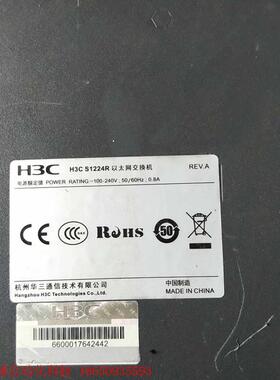 H3C
H3C S1224R 以太网交换机
REV.A
电源额定值 POWER RATING:~100-240V; 50/60Hz; 0.8A
CCC
RoHS
50
杭州华三通信技术有限公司
Hangzhou H3C Technologies Co., Ltd.
中国制造
MADE IN CHINA
H3C
6600017642442